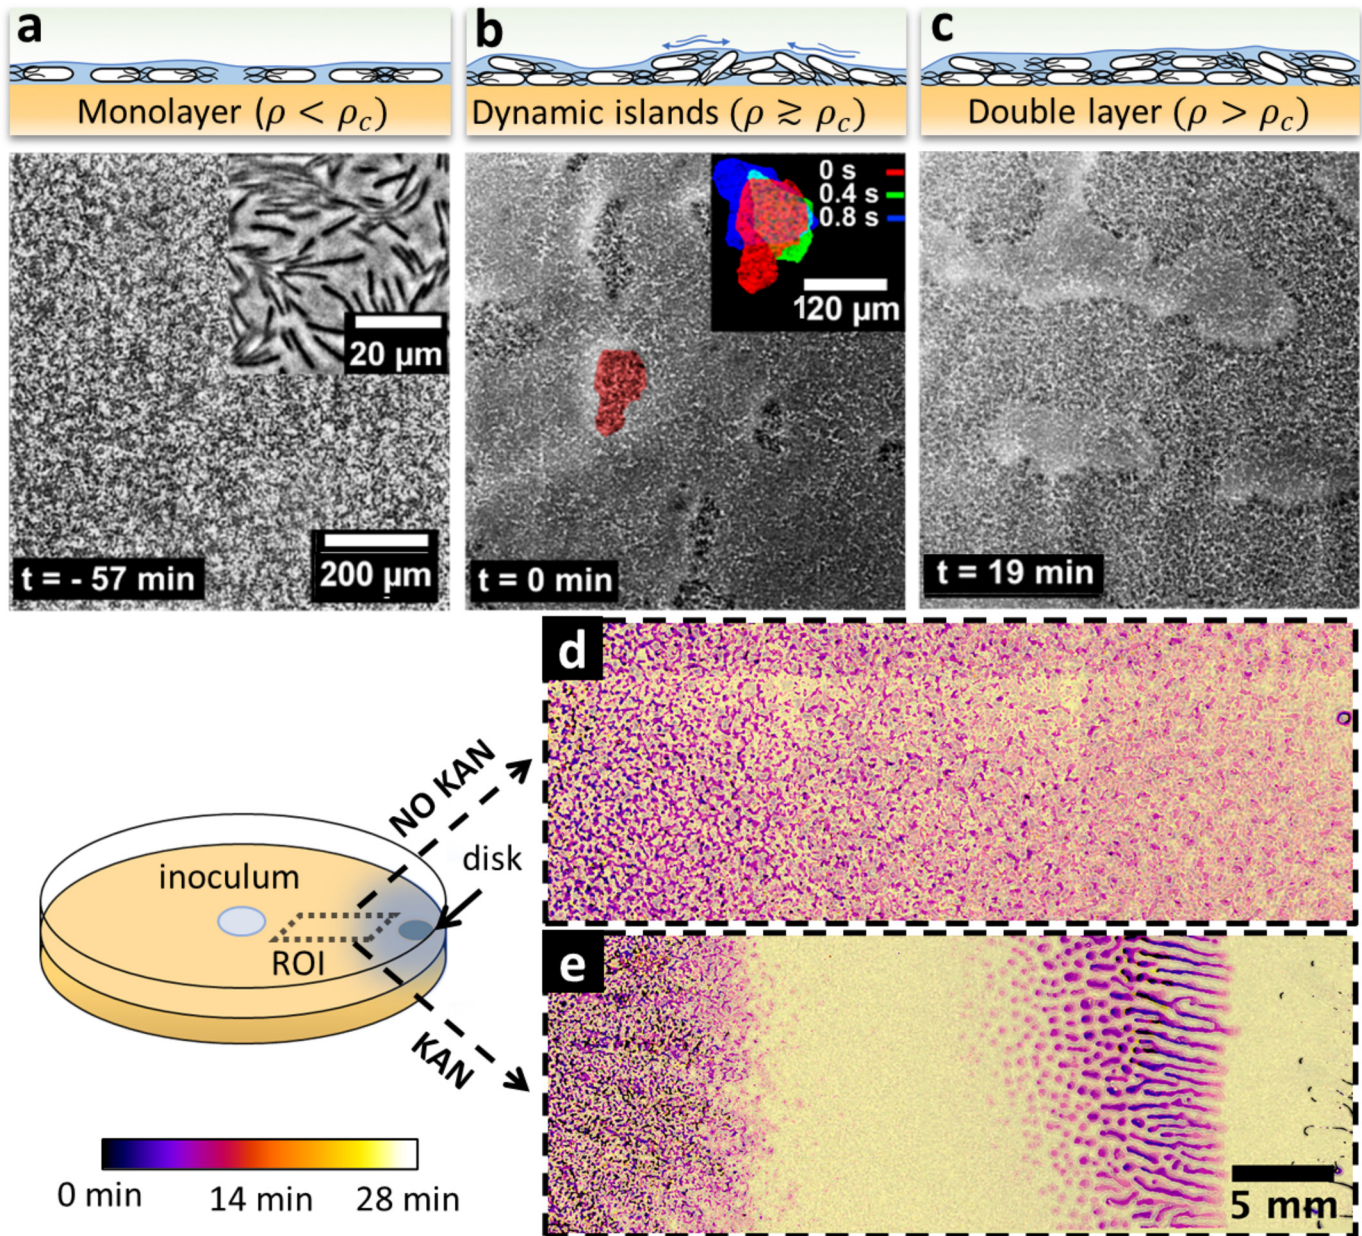 a
Monolayer (ρ < ρc)
20 µm
t = - 57 min
200 µm
b
Dynamic islands (ρ ≳ ρc)
0 s
0.4 s
0.8 s
120 µm
t = 0 min
c
Double layer (ρ > ρc)
t = 19 min
inoculum
ROI
NO KAN
disk
KAN
0 min
14 min
28 min
d
e
5 mm